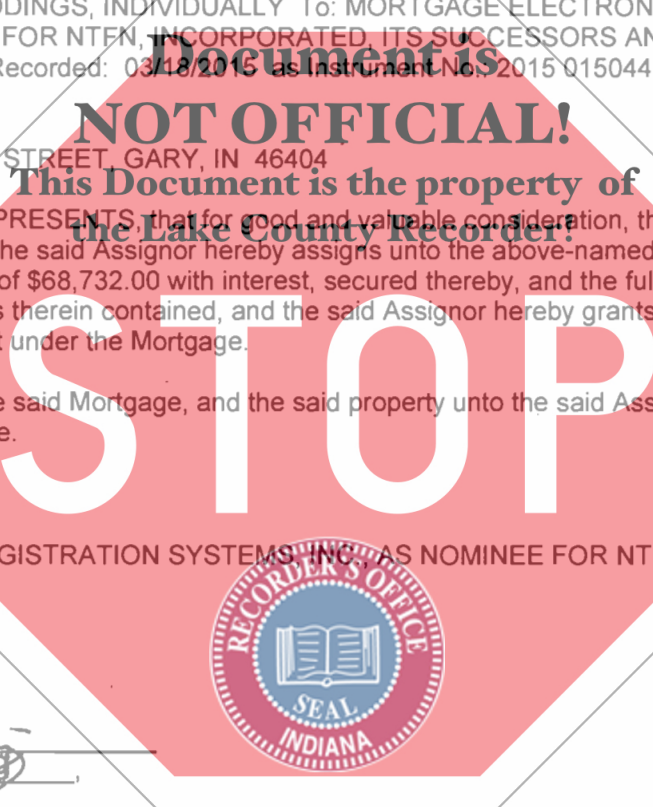 DDINGS, INDIVIDUALLY To: MORTGAGE ELECTRON
FOR NTFN, INCORPORATED, ITS SUCCESSORS AN
Recorded: 03/18/2015 as Instrument No.: 2015 015044
Document is
NOT OFFICIAL!
STREET, GARY, IN 46404
This Document is the property of
PRESENTS, that for good and valuable consideration, th
the Lake County Recorder!
he said Assignor hereby assigns unto the above-named
of $68,732.00 with interest, secured thereby, and the ful
s therein contained, and the said Assignor hereby grants
t under the Mortgage.
STOP
e said Mortgage, and the said property unto the said Ass
e.
GISTRATION SYSTEMS, INC., AS NOMINEE FOR NT
RECORDER'S OFFICE
SEAL
INDIANA